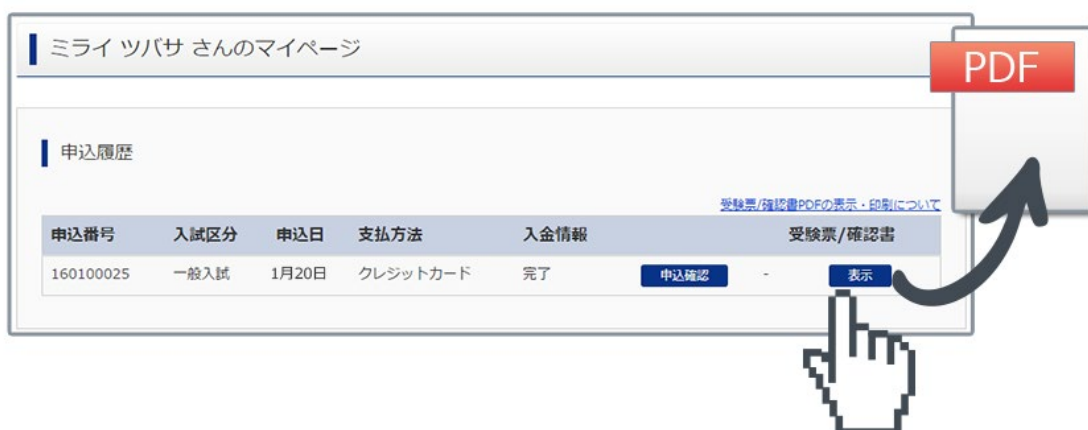 ミライ ツバサ さんのマイページ
PDF
申込履歴
受験票/確認書PDFの表示・印刷について
申込番号 入試区分 申込日 支払方法 入金情報 受験票/確認書
160100025 一般入試 1月20日 クレジットカード 完了 申込確認 - 表示